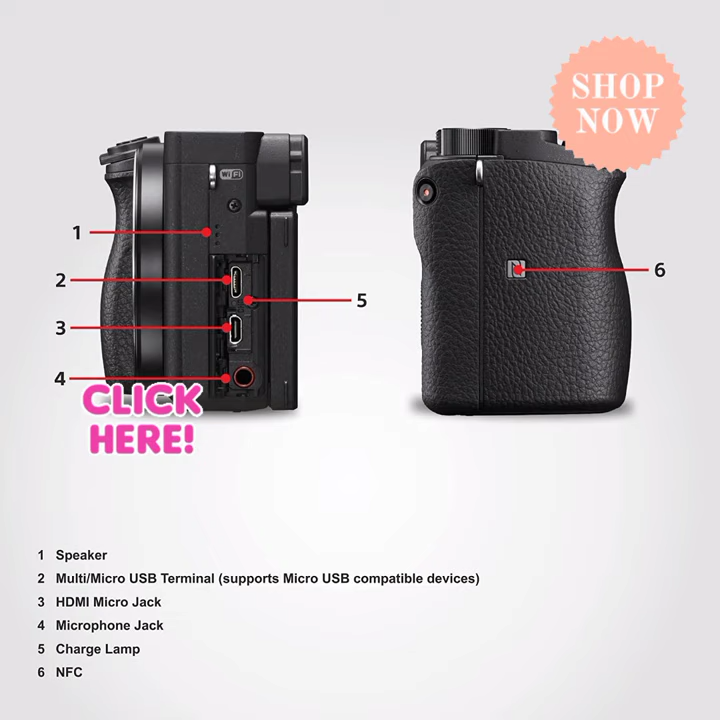 SHOP
NOW
WiFi
1
2
3
4
5
6
CLICK
HERE!
1 Speaker
2 Multi/Micro USB Terminal (supports Micro USB compatible devices)
3 HDMI Micro Jack
4 Microphone Jack
5 Charge Lamp
6 NFC